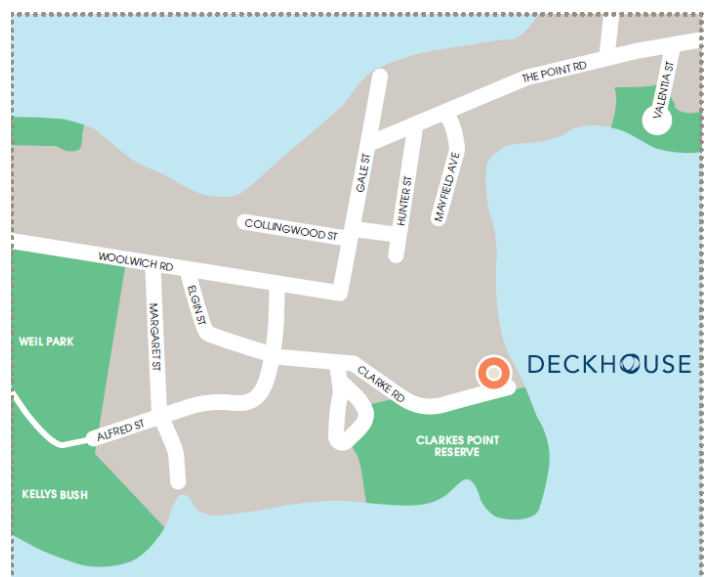 THE POINT RD
VALENTIA ST
GALE ST
HUNTER ST
MAYFIELD AVE
COLLINGWOOD ST
WOOLWICH RD
ELGIN ST
MARGARET ST
WEIL PARK
CLARKE RD
DECKHOUSE
ALFRED ST
CLARKES POINT
RESERVE
KELLYS BUSH